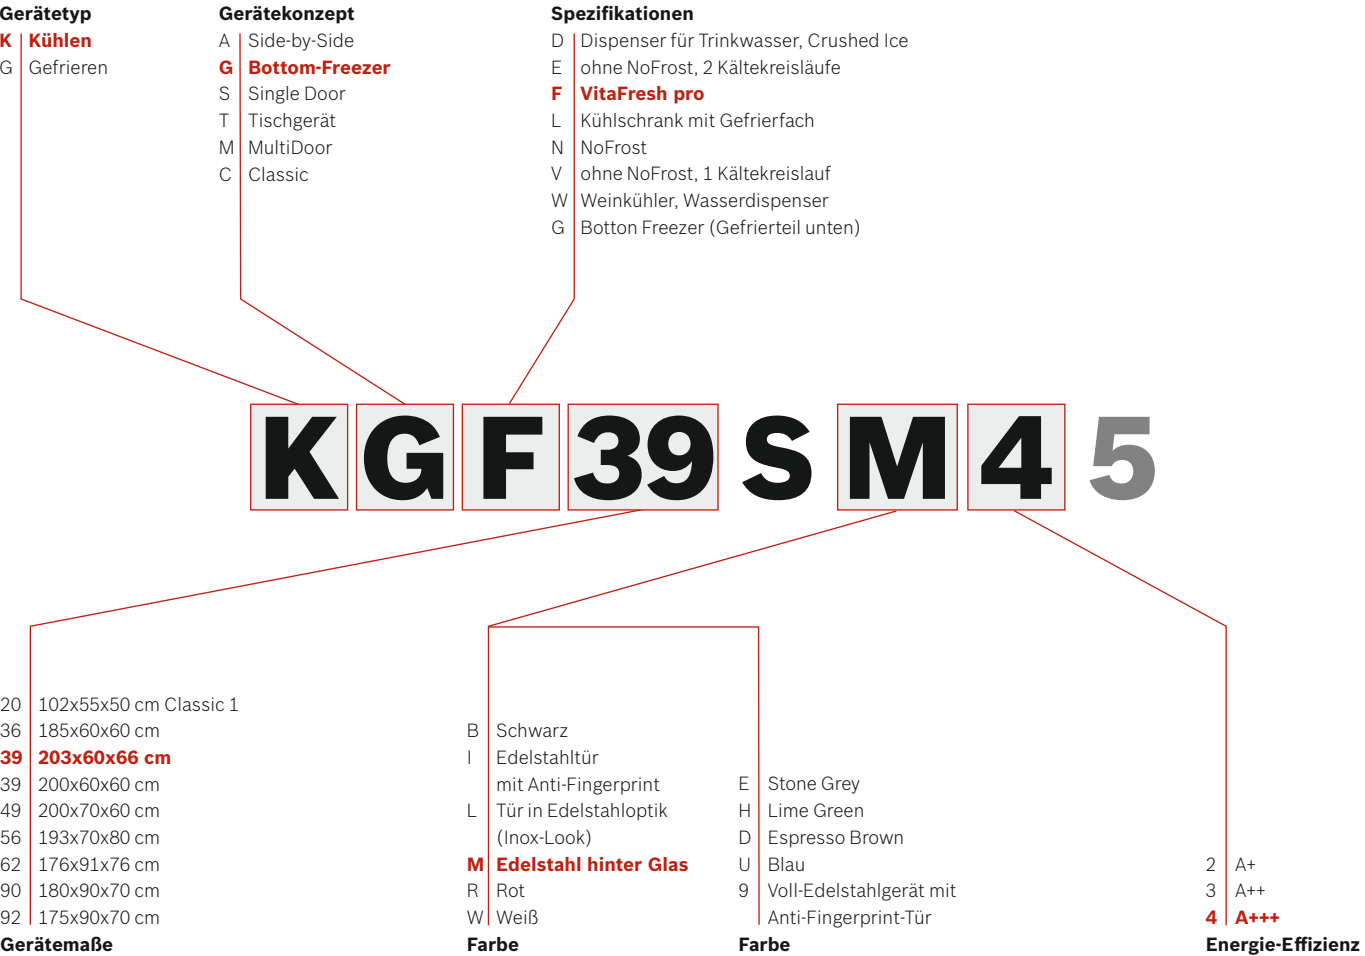 Gerätetyp
K Kühlen
G Gefrieren
Gerätekonzept
A Side-by-Side
G Bottom-Freezer
S Single Door
T Tischgerät
M MultiDoor
C Classic
Spezifikationen
D Dispenser für Trinkwasser, Crushed Ice
E ohne NoFrost, 2 Kältekreisläufe
F VitaFresh pro
L Kühlschrank mit Gefrierfach
N NoFrost
V ohne NoFrost, 1 Kältekreislauf
W Weinkühler, Wasserdispenser
G Botton Freezer (Gefrierteil unten)
KGF39SM45
20 102x55x50 cm Classic 1
36 185x60x60 cm
39 203x60x66 cm
39 200x60x60 cm
49 200x70x60 cm
56 193x70x80 cm
62 176x91x76 cm
90 180x90x70 cm
92 175x90x70 cm
Gerätemaße
B Schwarz
I Edelstahltür
mit Anti-Fingerprint
L Tür in Edelstahloptik
(Inox-Look)
M Edelstahl hinter Glas
R Rot
W Weiß
Farbe
E Stone Grey
H Lime Green
D Espresso Brown
U Blau
9 Voll-Edelstahlgerät mit
Anti-Fingerprint-Tür
Farbe
2 A+
3 A++
4 A+++
Energie-Effizienz